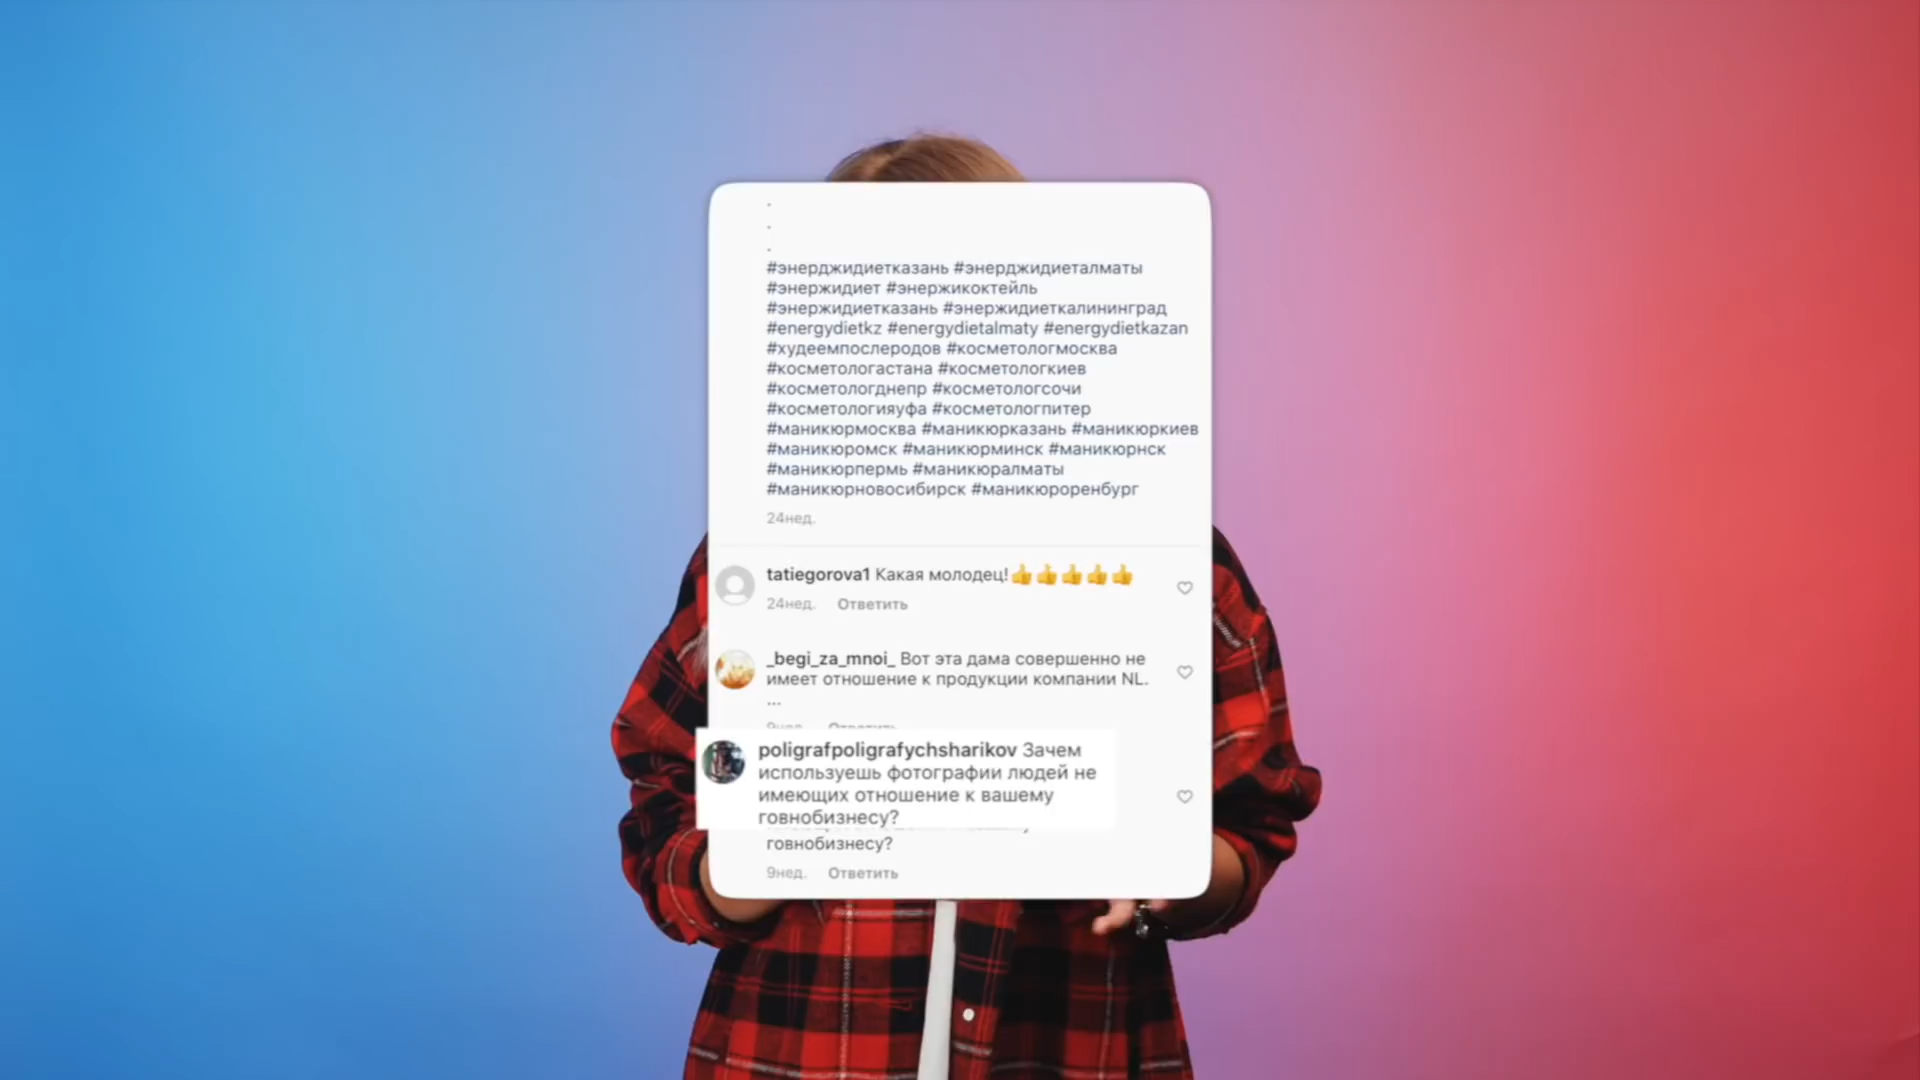 .
.
.
#энерджидиетказань #энерджидиеталматы
#энержидиет #энержикоктейль
#энержидиетказань #энержидиеткалининград
#energydietkz #energydietalmaty #energydietkazan
#худеемпослеродов #косметологмосква
#косметологастана #косметологкиев
#косметологднепр #косметологсочи
#косметологияуфа #косметологпитер
#маникюрмосква #маникюрказань #маникюркиев
#маникюромск #маникюрминск #маникюрнск
#маникюрпермь #маникюралматы
#маникюрновосибирск #маникюроренбург
24нед.
tatiegorova1 Какая молодец!👍👍👍👍👍
24нед. Ответить
_begi_za_mnoi_ Вот эта дама совершенно не
имеет отношение к продукции компании NL.
...
9нед. Ответить
poligrafpoligrafychsharikov Зачем
используешь фотографии людей не
имеющих отношение к вашему
говнобизнесу?
говнобизнесу?
9нед. Ответить